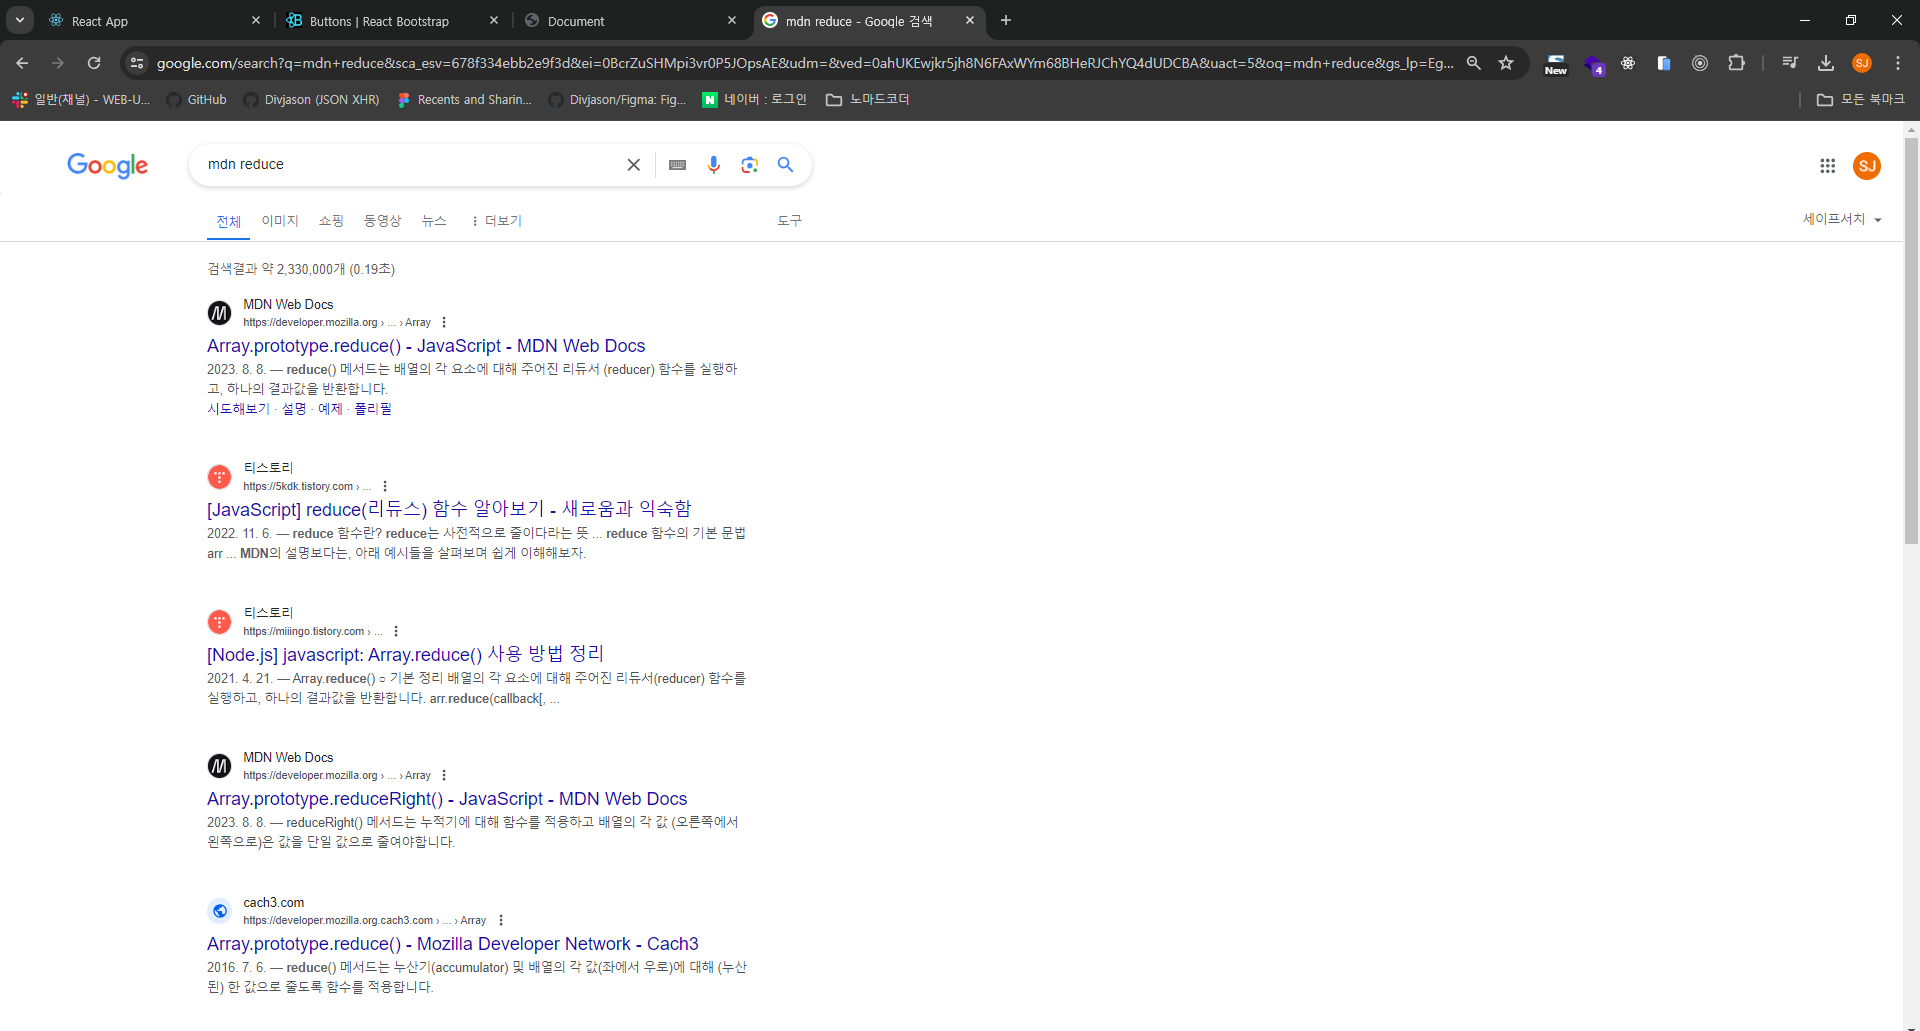 React App
Buttons | React Bootstrap
Document
mdn reduce - Google 검색
google.com/search?q=mdn+reduce&sca_esv=678f334ebb2e9f3d&ei=0BcrZuSHMpi3vr0P5JOpsAE&udm=&ved=0ahUKEwjkr5jh8N6FAxWYm68BHeRJChYQ4dUDCBA&uact=5&oq=mdn+reduce&gs_lp=Eg...
New
4
SJ
일반(채널) - WEB-U...
GitHub
Divjason (JSON XHR)
Recents and Sharin...
Divjason/Figma: Fig...
N
네이버 : 로그인
노마드코더
모든 북마크
Google
mdn reduce
SJ
전체
이미지
쇼핑
동영상
뉴스
더보기
도구
세이프서치
검색결과 약 2,330,000개 (0.19초)
MDN Web Docs
https://developer.mozilla.org › ... › Array
Array.prototype.reduce() - JavaScript - MDN Web Docs
2023. 8. 8. — reduce() 메서드는 배열의 각 요소에 대해 주어진 리듀서 (reducer) 함수를 실행하
고, 하나의 결과값을 반환합니다.
시도해보기 · 설명 · 예제 · 폴리필
티스토리
https://5kdk.tistory.com › ...
[JavaScript] reduce(리듀스) 함수 알아보기 - 새로움과 익숙함
2022. 11. 6. — reduce 함수란? reduce는 사전적으로 줄이다라는 뜻 ... reduce 함수의 기본 문법
arr ... MDN의 설명보다는, 아래 예시들을 살펴보며 쉽게 이해해보자.
티스토리
https://miiingo.tistory.com › ...
[Node.js] javascript: Array.reduce() 사용 방법 정리
2021. 4. 21. — Array.reduce() ○ 기본 정리 배열의 각 요소에 대해 주어진 리듀서(reducer) 함수를
실행하고, 하나의 결과값을 반환합니다. arr.reduce(callback[, ...
MDN Web Docs
https://developer.mozilla.org › ... › Array
Array.prototype.reduceRight() - JavaScript - MDN Web Docs
2023. 8. 8. — reduceRight() 메서드는 누적기에 대해 함수를 적용하고 배열의 각 값 (오른쪽에서
왼쪽으로)은 값을 단일 값으로 줄여야합니다.
cach3.com
https://developer.mozilla.org.cach3.com › ... › Array
Array.prototype.reduce() - Mozilla Developer Network - Cach3
2016. 7. 6. — reduce() 메서드는 누산기(accumulator) 및 배열의 각 값(좌에서 우로)에 대해 (누산
된) 한 값으로 줄도록 함수를 적용합니다.